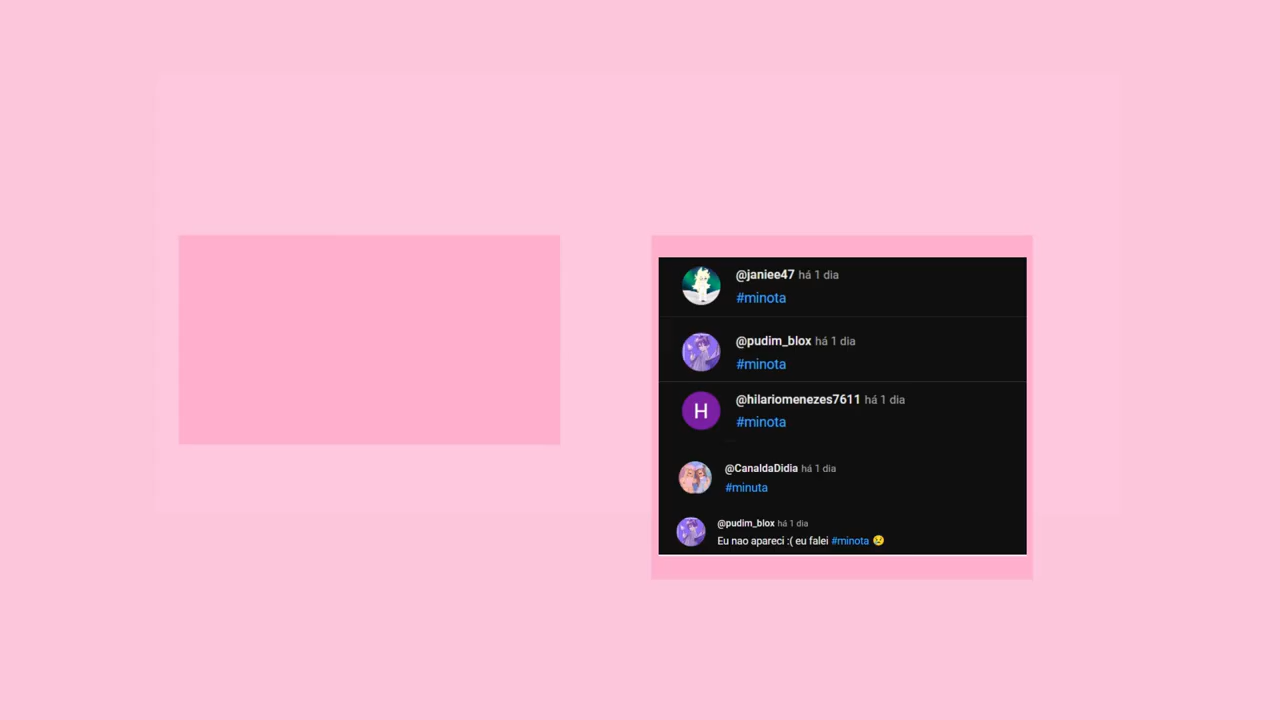 @janiee47 há 1 dia
#minota
@pudim_blox há 1 dia
#minota
H
@hilariomenezes7611 há 1 dia
#minota
@CanaldaDidia há 1 dia
#minuta
@pudim_blox há 1 dia
Eu nao apareci :( eu falei #minota 😢